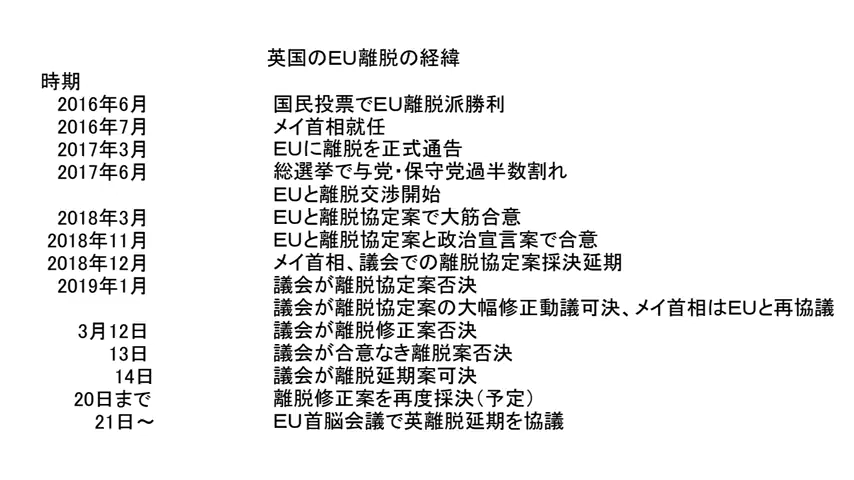 英国のＥＵ離脱の経緯
時期
2016年6月 国民投票でＥＵ離脱派勝利
2016年7月 メイ首相就任
2017年3月 ＥＵに離脱を正式通告
2017年6月 総選挙で与党・保守党過半数割れ
ＥＵと離脱交渉開始
2018年3月 ＥＵと離脱協定案で大筋合意
2018年11月 ＥＵと離脱協定案と政治宣言案で合意
2018年12月 メイ首相、議会での離脱協定案採決延期
2019年1月 議会が離脱協定案否決
議会が離脱協定案の大幅修正動議可決、メイ首相はＥＵと再協議
3月12日 議会が離脱修正案否決
13日 議会が合意なき離脱案否決
14日 議会が離脱延期案可決
20日まで 離脱修正案を再度採決（予定）
21日～ ＥＵ首脳会議で英離脱延期を協議